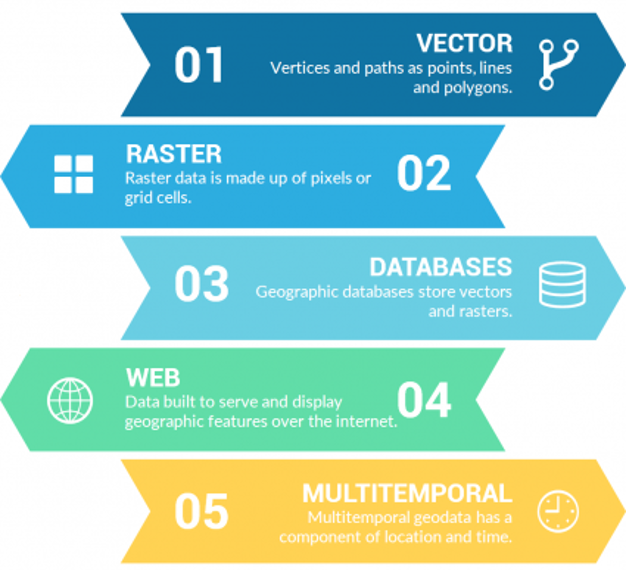 01
VECTOR
Vertices and paths as points, lines
and polygons.
RASTER
Raster data is made up of pixels or
grid cells.
02
03
DATABASES
Geographic databases store vectors
and rasters.
WEB
Data built to serve and display
geographic features over the internet.
04
05
MULTITEMPORAL
Multitemporal geodata has a
component of location and time.